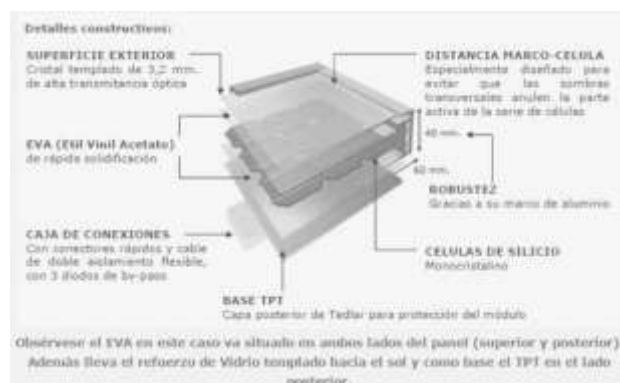 Detalles constructivos:
SUPERFICIE EXTERIOR
Cristal templado de 3,2 mm.
de alta transmitancia óptica
DISTANCIA MARCO-CELULA
Especialmente diseñado para
evitar que las sombras
transversales anulen la parte
activa de la serie de células
EVA (Etil Vinil Acetato)
de rápida solidificación
40 mm.
60 mm.
ROBUSTEZ
Gracias a su marco de aluminio
CAJA DE CONEXIONES
Con conectores rápidos y cable
de doble aislamiento flexible,
con 3 diodos de by-pass
CELULAS DE SILICIO
Monocristalino
BASE TPT
Capa posterior de Tedlar para protección del módulo
Obsérvese el EVA en este caso va situado en ambos lados del panel (superior y posterior)
Además lleva el refuerzo de Vidrio templado hacia el sol y como base el TPT en el lado
posterior